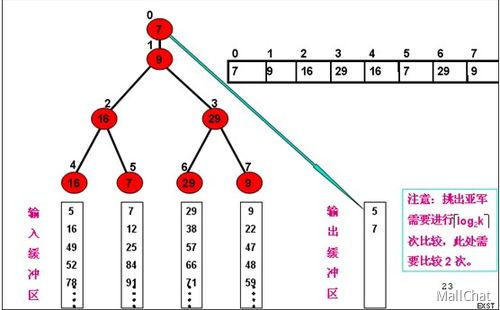 0
7
1
9
0 1 2 3 4 5 6 7
7 9 16 29 16 7 29 9
2
16
3
29
4 5 6 7
16 7 29 9
输入缓冲区
5
16
49
52
78
7
12
25
84
91
29
38
57
66
71
9
22
47
48
59
输出缓冲区
5
7
注意：挑出亚军
需要进行⌈log₂k⌉
次比较，此处需
要比较2次。
23
MallChat
EXST